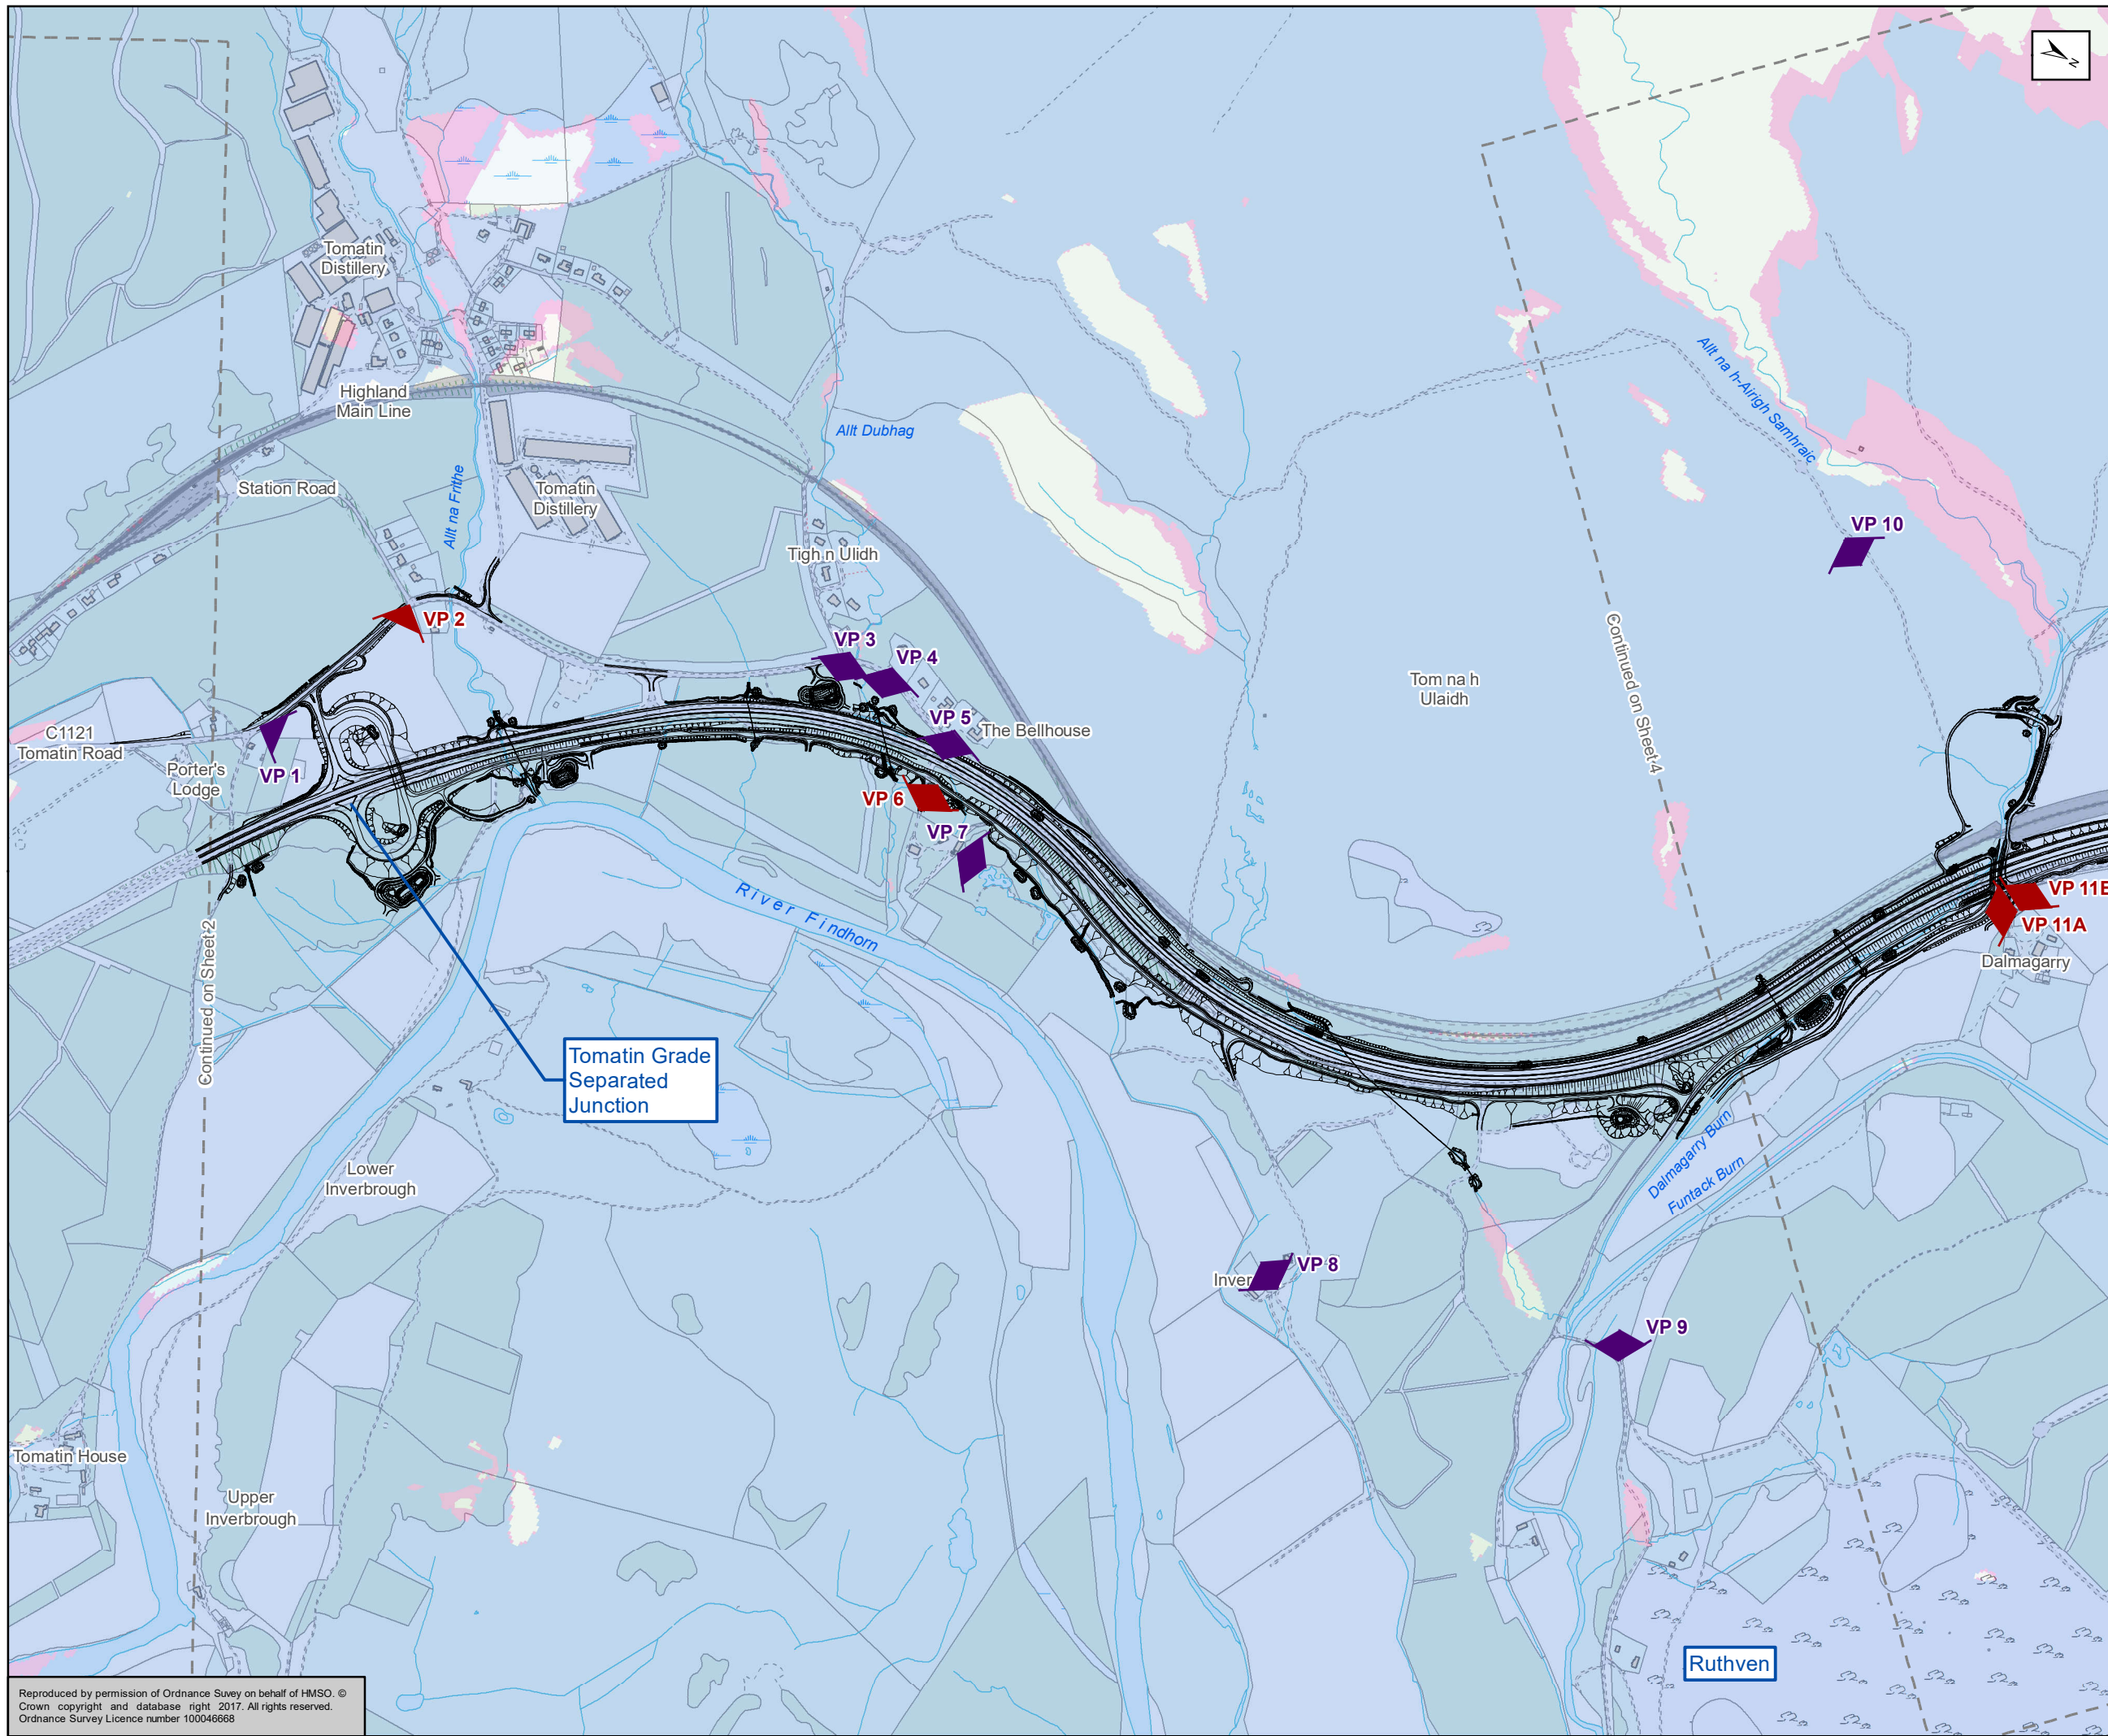 N
Tomatin
Distillery
Highland
Main Line
Allt Dubhag
Allt na h-Airigh Samhraic
Station Road
Allt na Frithe
Tomatin
Distillery
Tigh n Ulidh
VP 10
VP 2
VP 3
VP 4
Continued on Sheet 4
Tom na h
Ulaidh
C1121
Tomatin Road
Porter's
Lodge
VP 1
VP 5
The Bellhouse
VP 6
VP 7
River Findhorn
VP 11B
VP 11A
Dalmagarry
Continued on Sheet 2
Tomatin Grade
Separated
Junction
Dalmagarry Burn
Funtack Burn
Lower
Inverbrough
Inver
VP 8
VP 9
Tomatin House
Upper
Inverbrough
Ruthven
Reproduced by permission of Ordnance Suvey on behalf of HMSO. ©
Crown copyright and database right 2017. All rights reserved.
Ordnance Survey Licence number 100046668